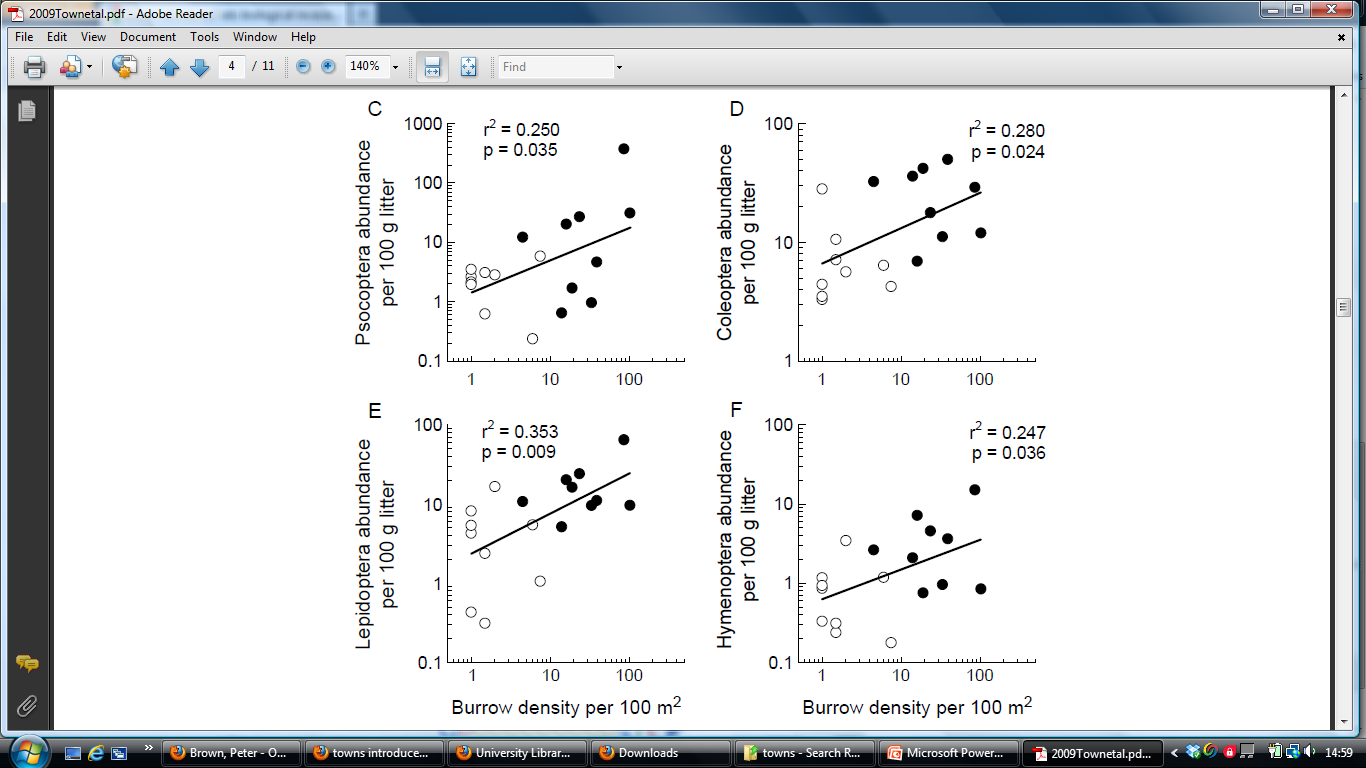 2009Townetal.pdf - Adobe Reader
File Edit View Document Tools Window Help
4 / 11 140% Find
C
r2 = 0.250
p = 0.035
Psocoptera abundance
per 100 g litter
1000
100
10
1
0.1
1 10 100
D
r2 = 0.280
p = 0.024
Coleoptera abundance
per 100 g litter
100
10
1
1 10 100
E
r2 = 0.353
p = 0.009
Lepidoptera abundance
per 100 g litter
100
10
1
0.1
1 10 100
Burrow density per 100 m2
F
r2 = 0.247
p = 0.036
Hymenoptera abundance
per 100 g litter
100
10
1
0.1
1 10 100
Burrow density per 100 m2
Brown, Peter - O... towns introduce... University Librar... Downloads towns - Search R... Microsoft Power... 2009Townetal.pd... 14:59